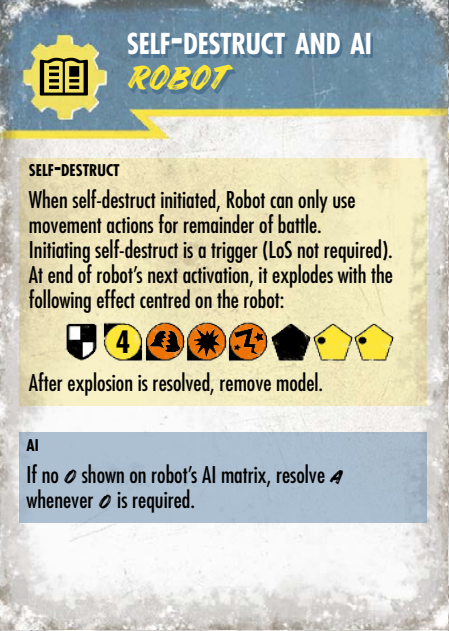 SELF-DESTRUCT AND AI
ROBOT
SELF-DESTRUCT
When self-destruct initiated, Robot can only use
movement actions for remainder of battle.
Initiating self-destruct is a trigger (LoS not required).
At end of robot's next activation, it explodes with the
following effect centred on the robot:
4
After explosion is resolved, remove model.
AI
If no O shown on robot's AI matrix, resolve A
whenever O is required.